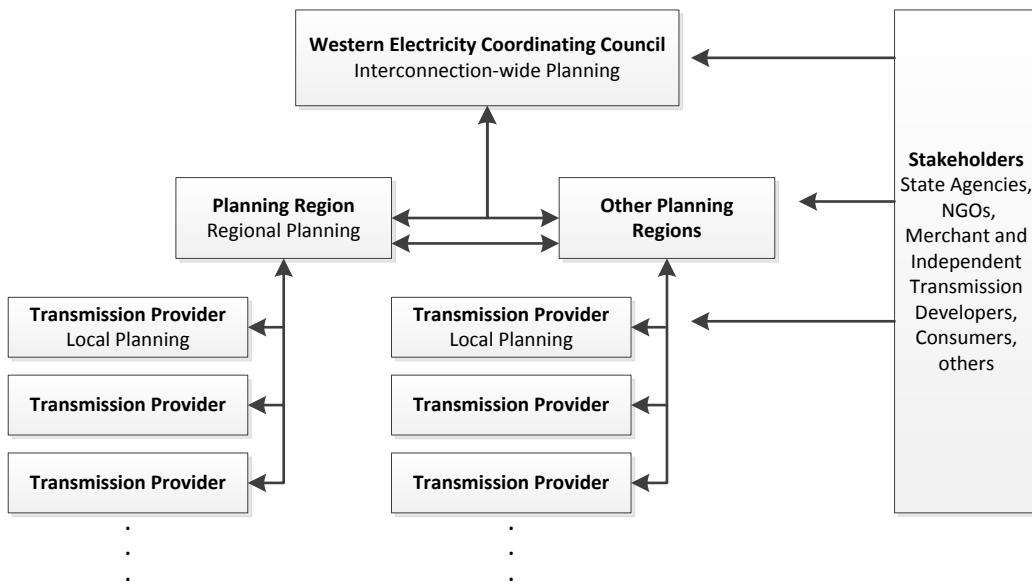 Western Electricity Coordinating Council
Interconnection-wide Planning
Planning Region
Regional Planning
Other Planning
Regions
Transmission Provider
Local Planning
Transmission Provider
Transmission Provider
.
.
.
Transmission Provider
Local Planning
Transmission Provider
Transmission Provider
.
.
.
Stakeholders
State Agencies,
NGOs,
Merchant and
Independent
Transmission
Developers,
Consumers,
others